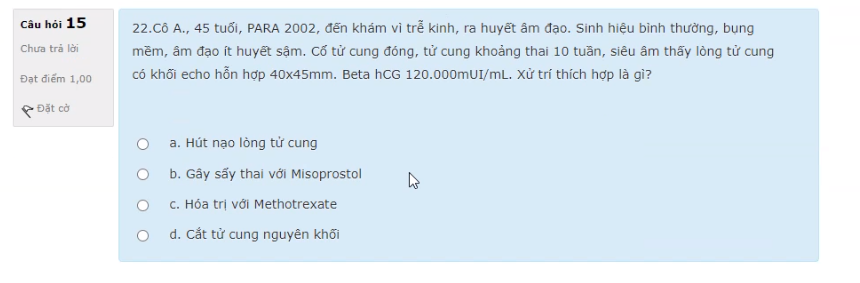 Câu hỏi 15
Chưa trả lời
Đạt điểm 1,00
Đặt cờ
22.Cô A., 45 tuổi, PARA 2002, đến khám vì trễ kinh, ra huyết âm đạo. Sinh hiệu bình thường, bụng
mềm, âm đạo ít huyết sậm. Cổ tử cung đóng, tử cung khoảng thai 10 tuần, siêu âm thấy lòng tử cung
có khối echo hỗn hợp 40x45mm. Beta hCG 120.000mUI/mL. Xử trí thích hợp là gì?
a. Hút nạo lòng tử cung
b. Gây sẩy thai với Misoprostol
c. Hóa trị với Methotrexate
d. Cắt tử cung nguyên khối